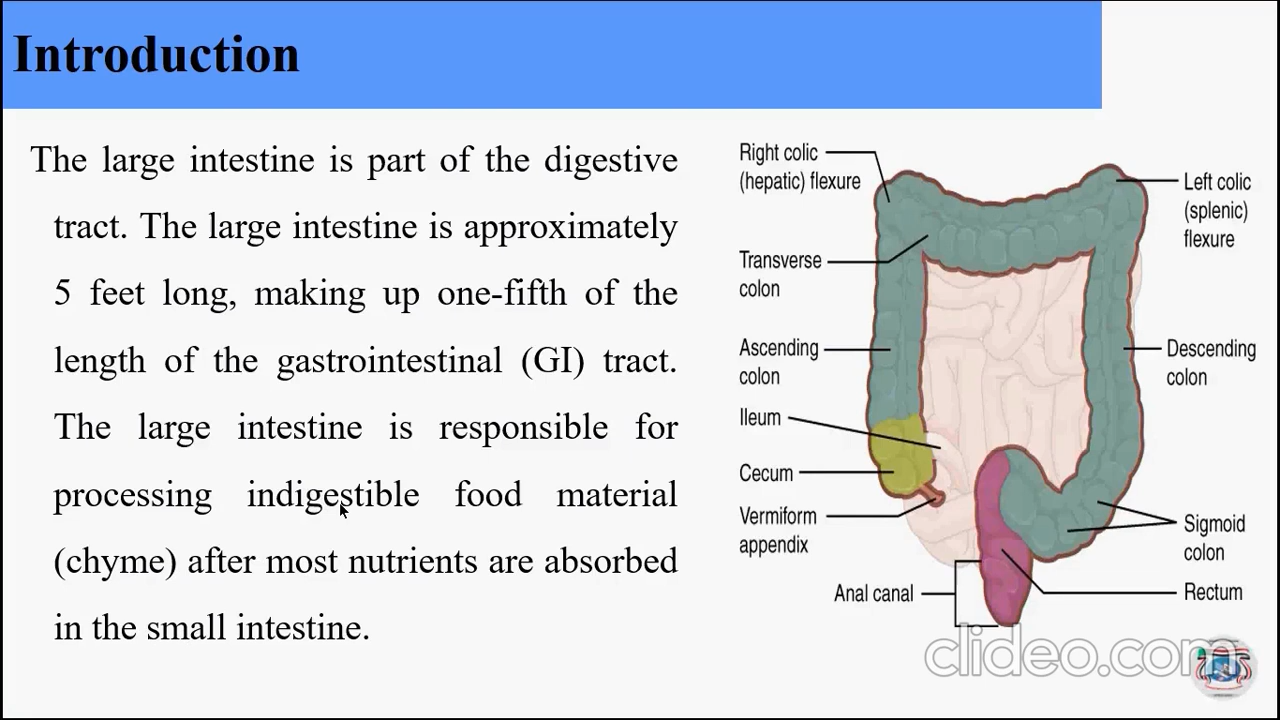 Introduction
The large intestine is part of the digestive
tract. The large intestine is approximately
5 feet long, making up one-fifth of the
length of the gastrointestinal (GI) tract.
The large intestine is responsible for
processing indigestible food material
(chyme) after most nutrients are absorbed
in the small intestine.
Right colic
(hepatic) flexure
Transverse
colon
Ascending
colon
Ileum
Cecum
Vermiform
appendix
Anal canal
Left colic
(splenic)
flexure
Descending
colon
Sigmoid
colon
Rectum
clideo.com